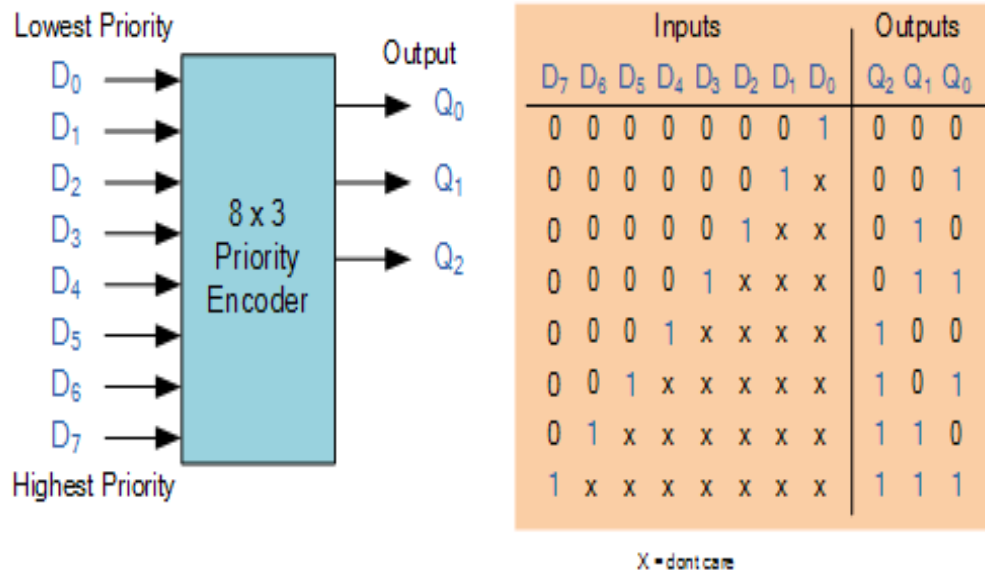 Lowest Priority
D0
D1
D2
D3
D4
D5
D6
D7
Highest Priority
8 x 3
Priority
Encoder
Output
Q0
Q1
Q2
Inputs Outputs
D7 D6 D5 D4 D3 D2 D1 D0 Q2 Q1 Q0
0 0 0 0 0 0 0 1 0 0 0
0 0 0 0 0 0 1 x 0 0 1
0 0 0 0 0 1 x x 0 1 0
0 0 0 0 1 x x x 0 1 1
0 0 0 1 x x x x 1 0 0
0 0 1 x x x x x 1 0 1
0 1 x x x x x x 1 1 0
1 x x x x x x x 1 1 1
X = dont care